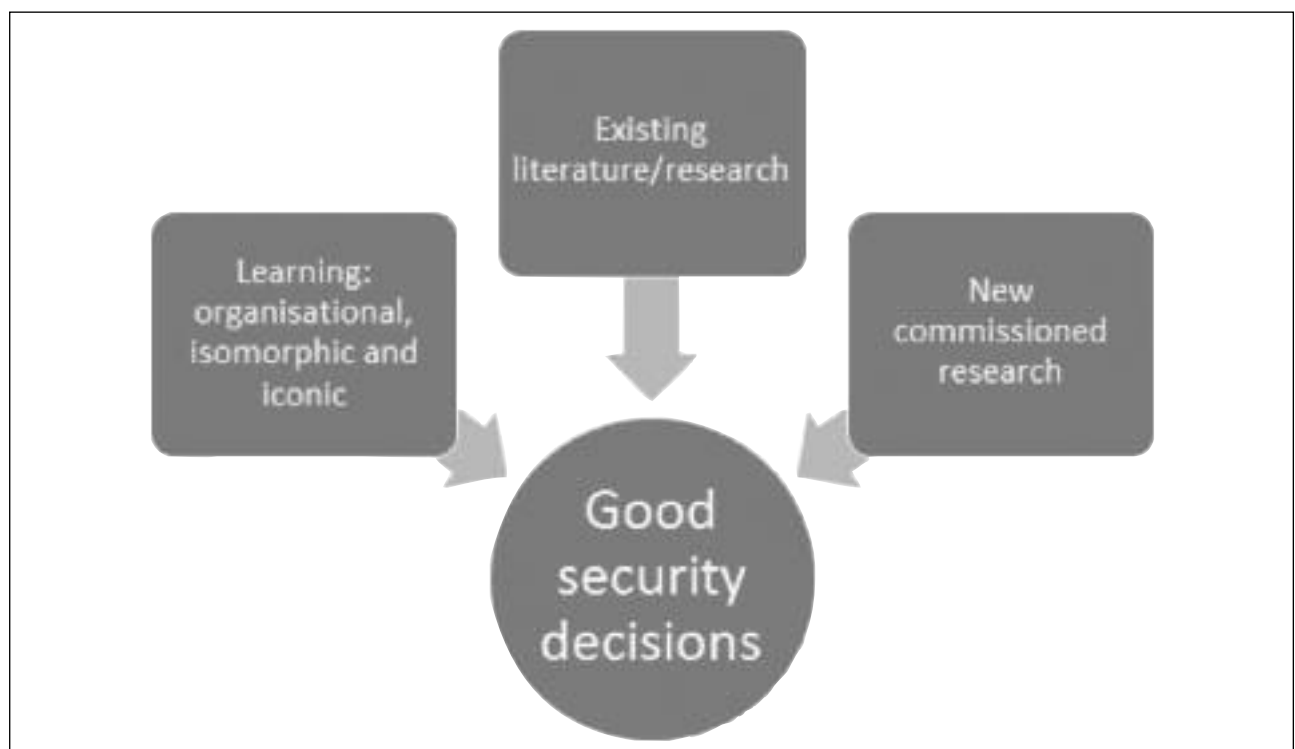 Existing
literature/research
Learning:
organisational,
isomorphic and
iconic
New
commissioned
research
Good
security
decisions